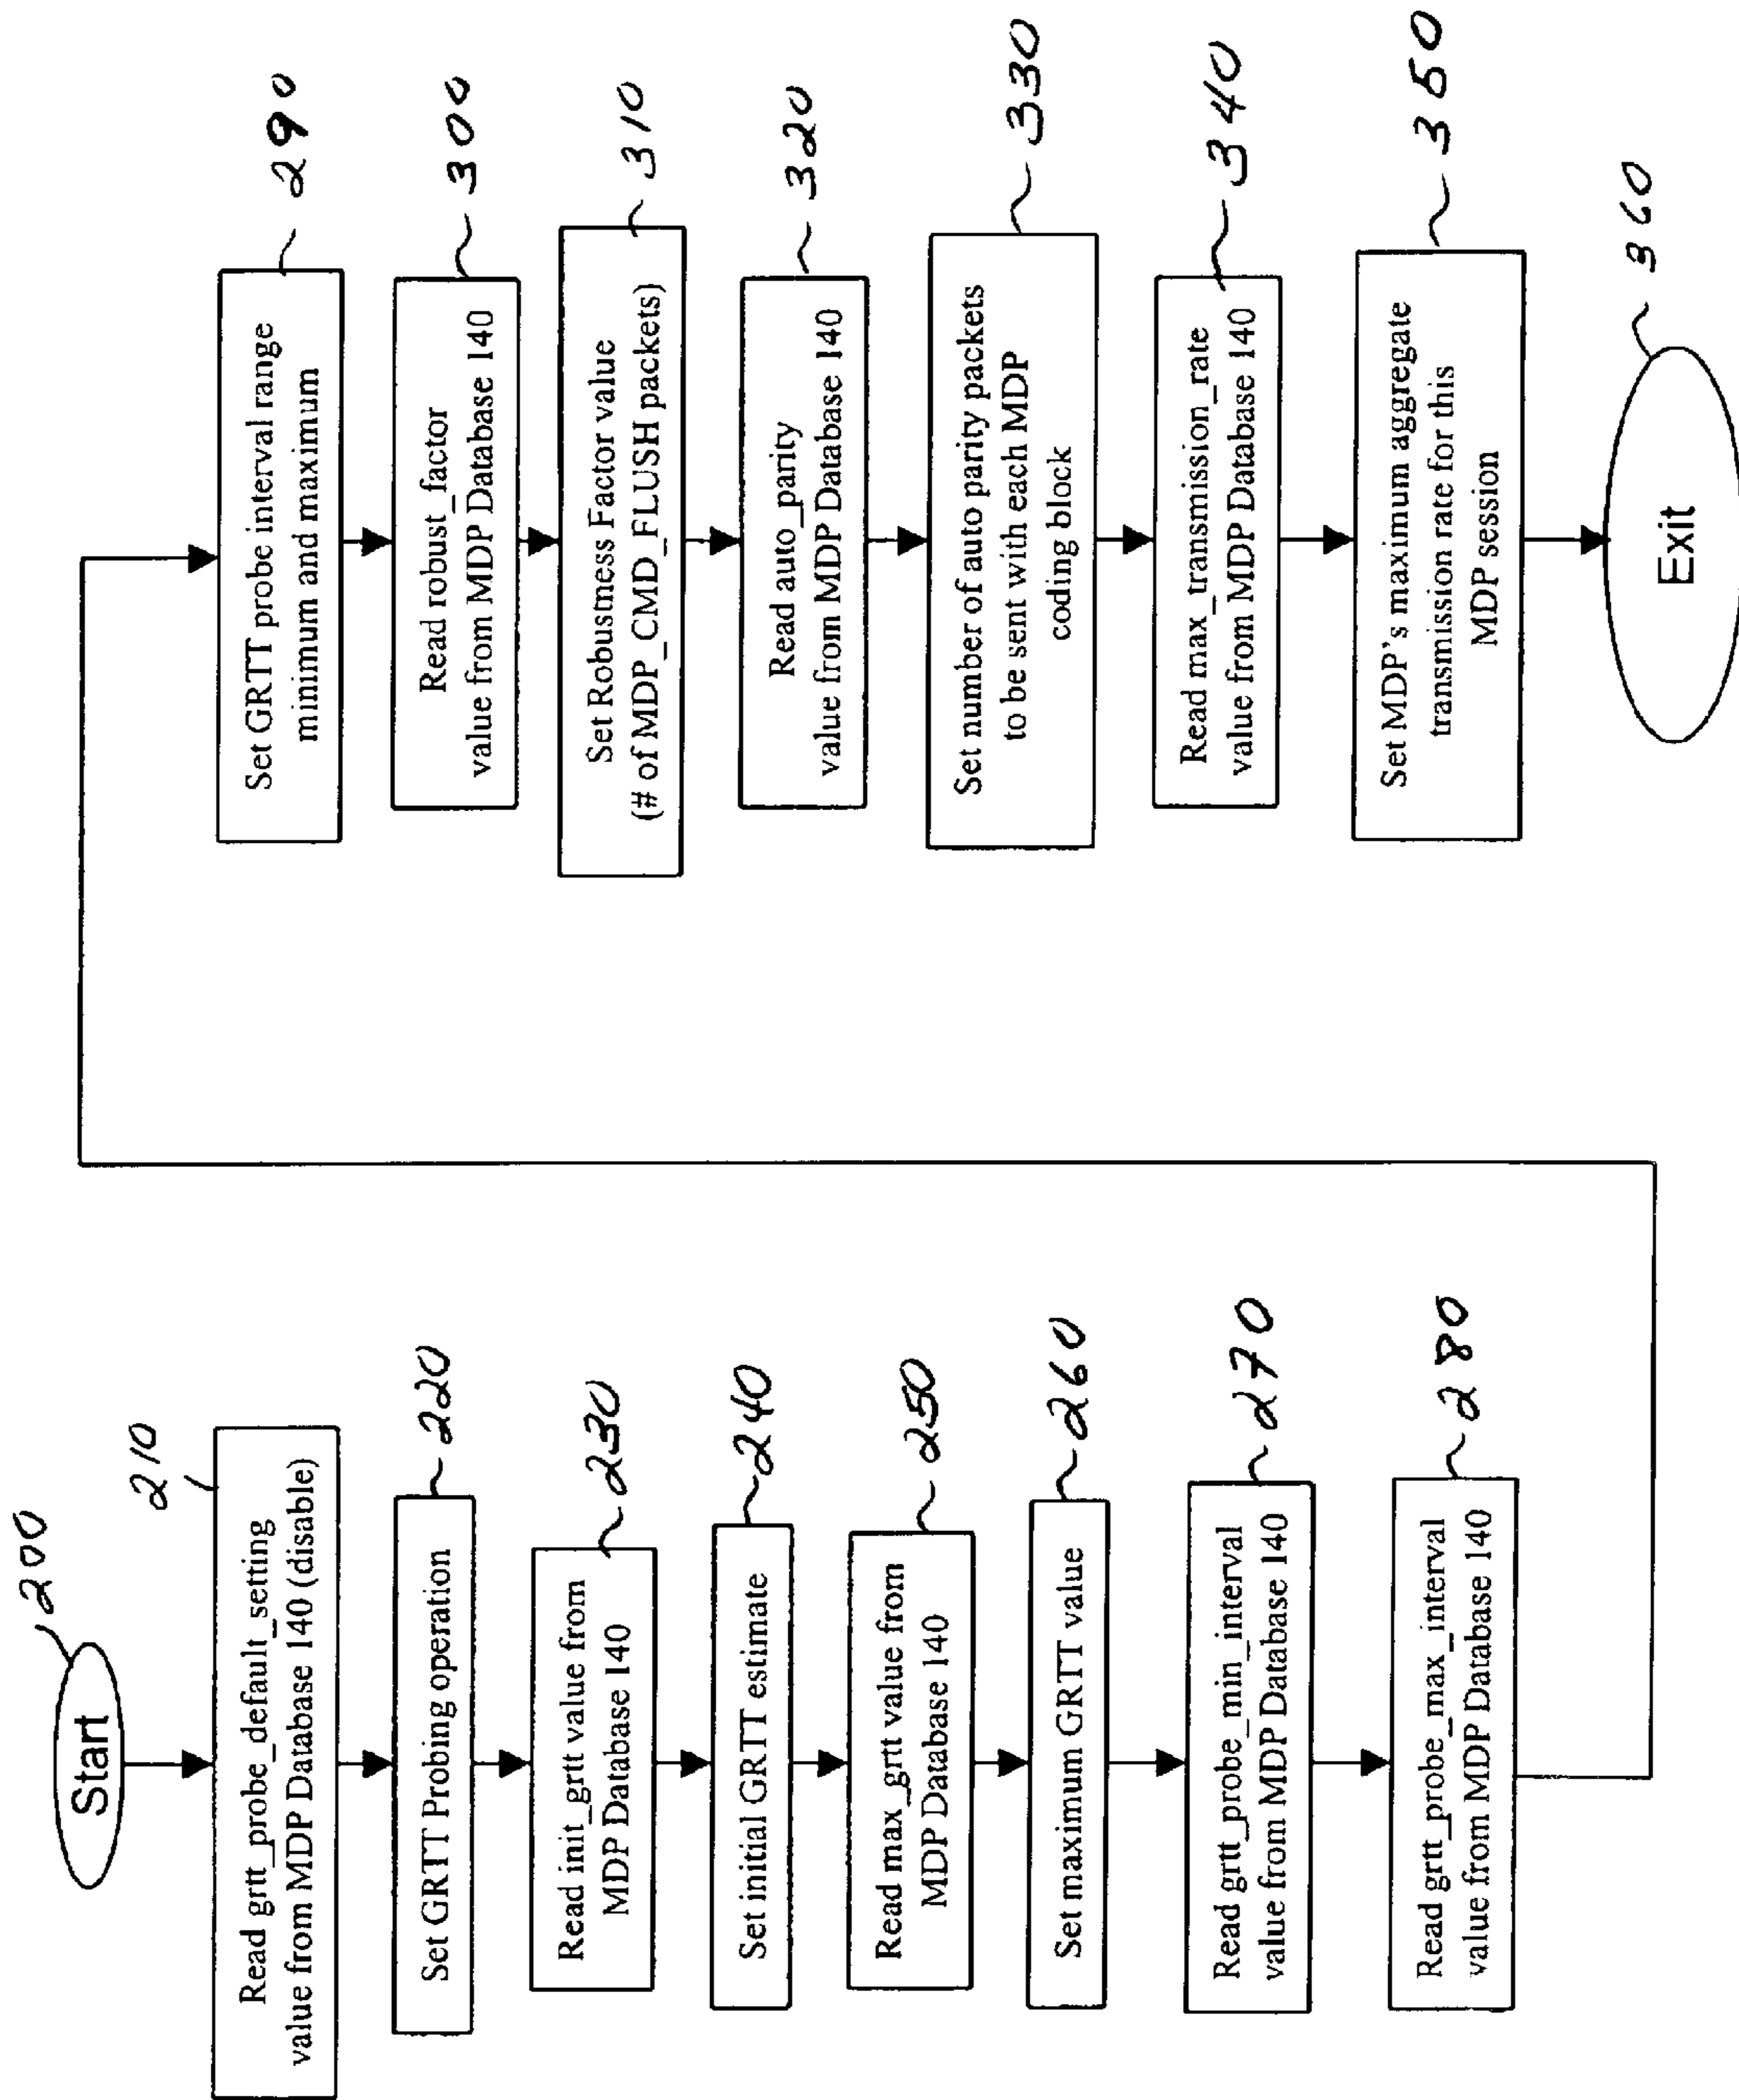 Start
200
Read grtt_probe_default_setting
value from MDP Database 140 (disable)
210
Set GRTT Probing operation
220
Read init_grtt value from
MDP Database 140
230
Set initial GRTT estimate
240
Read max_grtt value from
MDP Database 140
250
Set maximum GRTT value
260
Read grtt_probe_min_interval
value from MDP Database 140
270
Read grtt_probe_max_interval
value from MDP Database 140
280
Set GRTT probe interval range
minimum and maximum
290
Read robust_factor
value from MDP Database 140
300
Set Robustness Factor value
(# of MDP_CMD_FLUSH packets)
310
Read auto_parity
value from MDP Database 140
320
Set number of auto parity packets
to be sent with each MDP
coding block
330
Read max_transmission_rate
value from MDP Database 140
340
Set MDP's maximum aggregate
transmission rate for this
MDP session
350
Exit
360